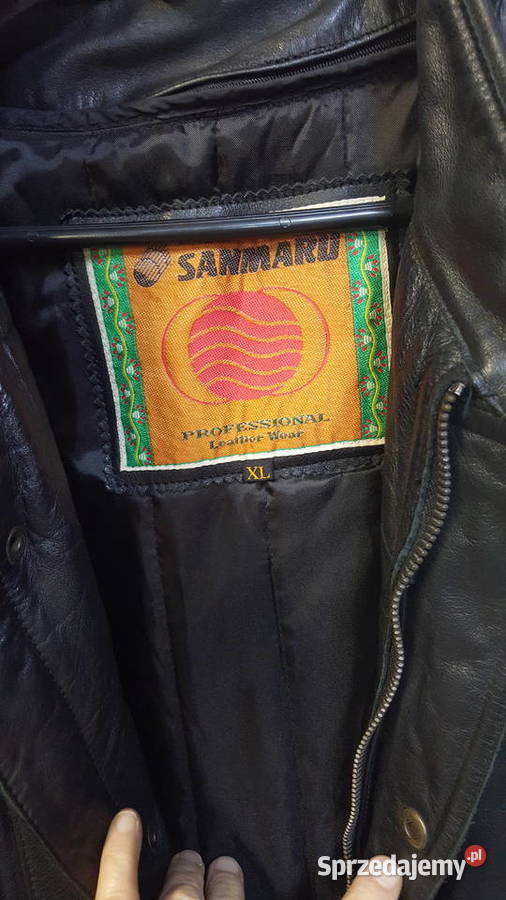 SANMARU
PROFESSIONAL
Leather Wear
XL
Sprzedajemy.pl